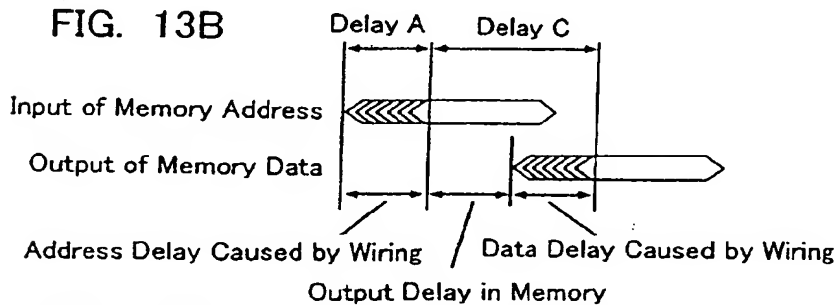 FIG. 13B
Delay A
Delay C
Input of Memory Address
Output of Memory Data
Address Delay Caused by Wiring
Data Delay Caused by Wiring
Output Delay in Memory